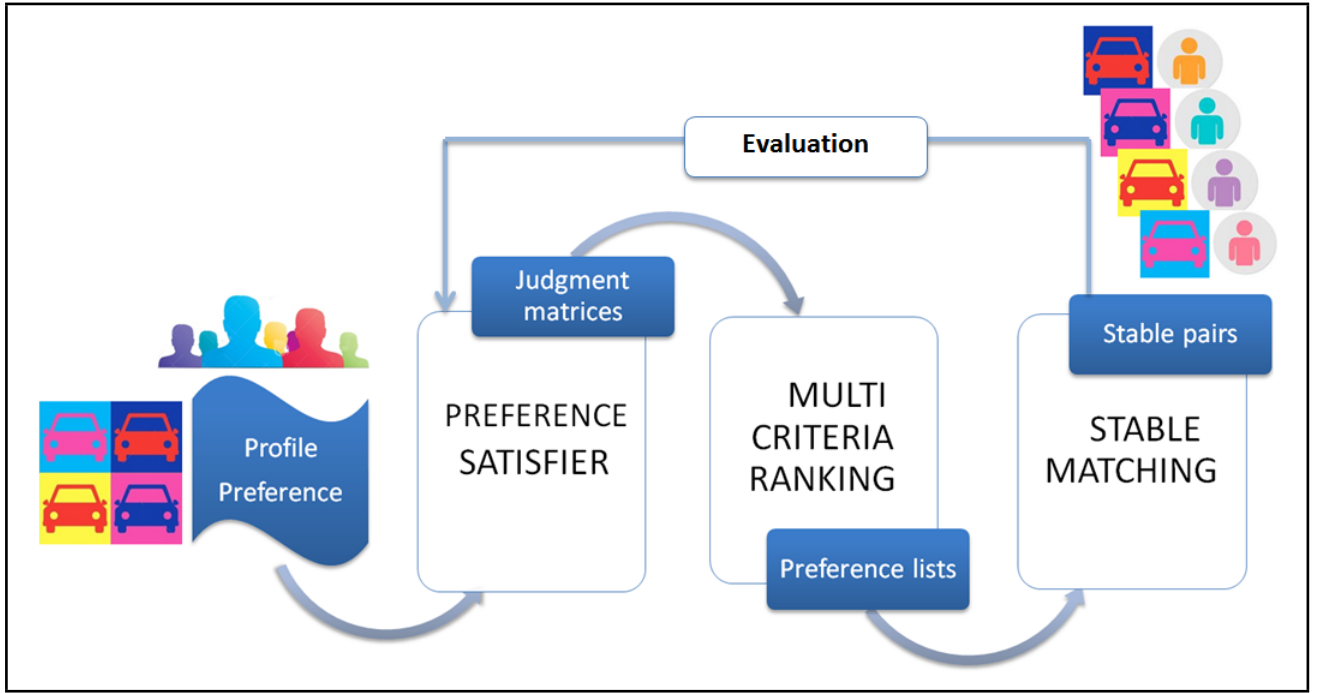 Evaluation
Judgment
matrices
Stable pairs
Profile
Preference
PREFERENCE
SATISFIER
MULTI
CRITERIA
RANKING
STABLE
MATCHING
Preference lists